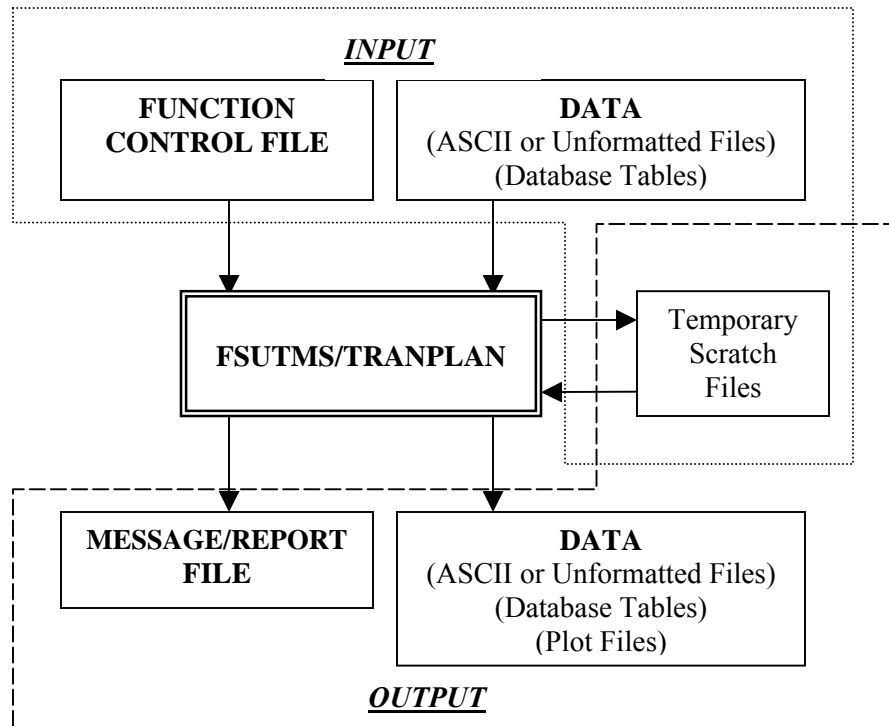 INPUT
FUNCTION
CONTROL FILE
DATA
(ASCII or Unformatted Files)
(Database Tables)
FSUTMS/TRANPLAN
Temporary
Scratch
Files
MESSAGE/REPORT
FILE
DATA
(ASCII or Unformatted Files)
(Database Tables)
(Plot Files)
OUTPUT